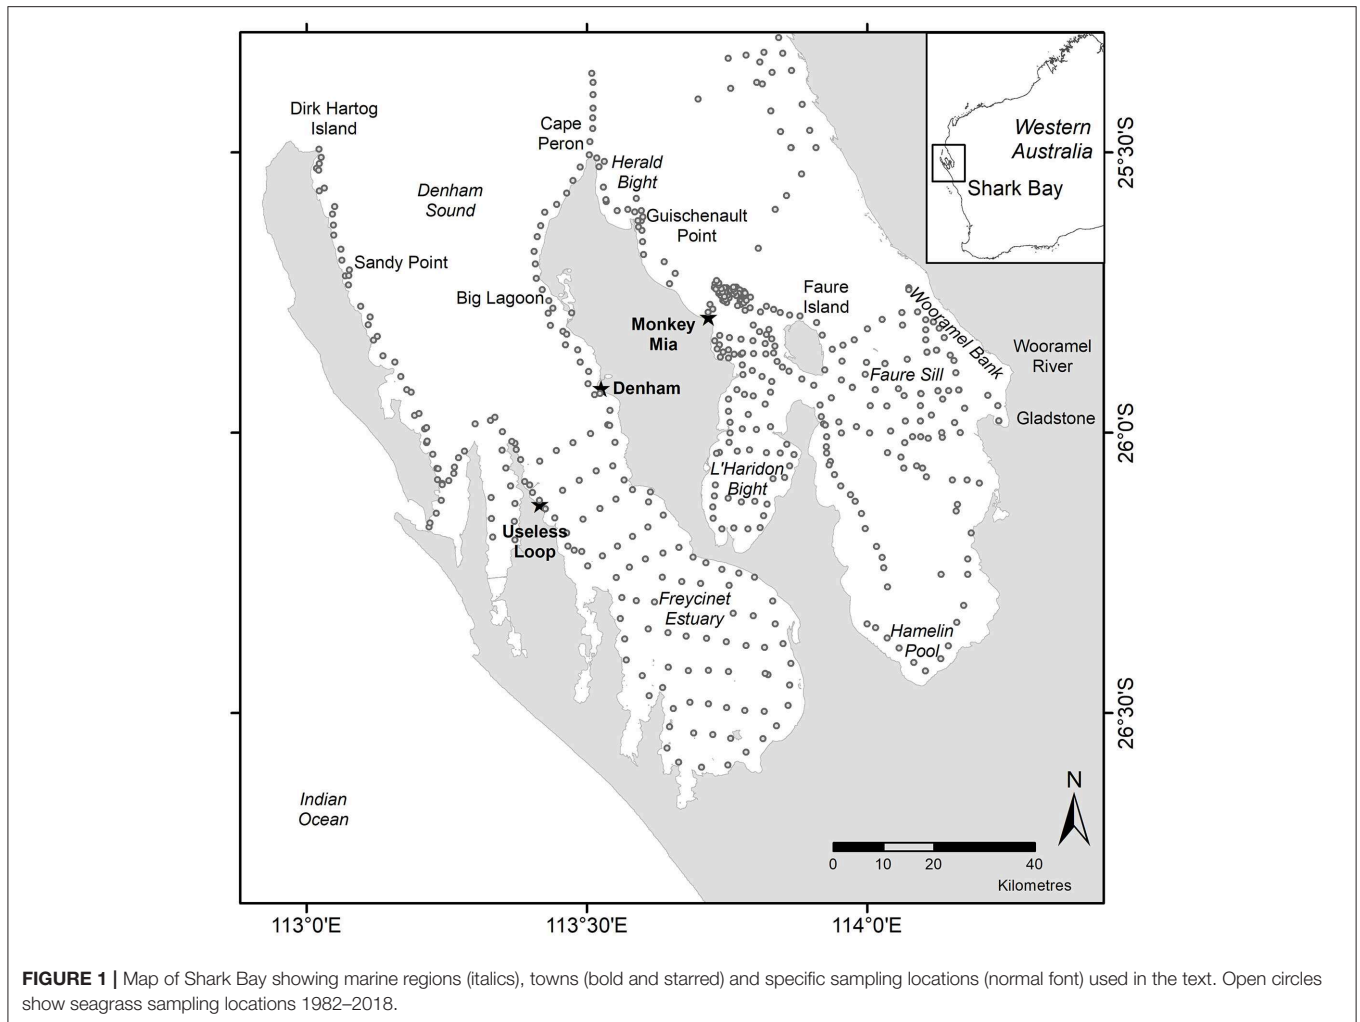 Dirk Hartog
Island
Cape
Peron
Herald
Bight
Denham
Sound
Guischenault
Point
Sandy Point
Big Lagoon
Monkey
Mia
Faure
Island
Wooramel Bank
Wooramel
River
Faure Sill
Gladstone
Denham
L'Haridon
Bight
Useless
Loop
Freycinet
Estuary
Hamelin
Pool
Indian
Ocean
Western
Australia
Shark Bay
25°30'S
26°0'S
26°30'S
N
0 10 20 40
Kilometres
113°0'E 113°30'E 114°0'E
FIGURE 1 | Map of Shark Bay showing marine regions (italics), towns (bold and starred) and specific sampling locations (normal font) used in the text. Open circles
show seagrass sampling locations 1982–2018.